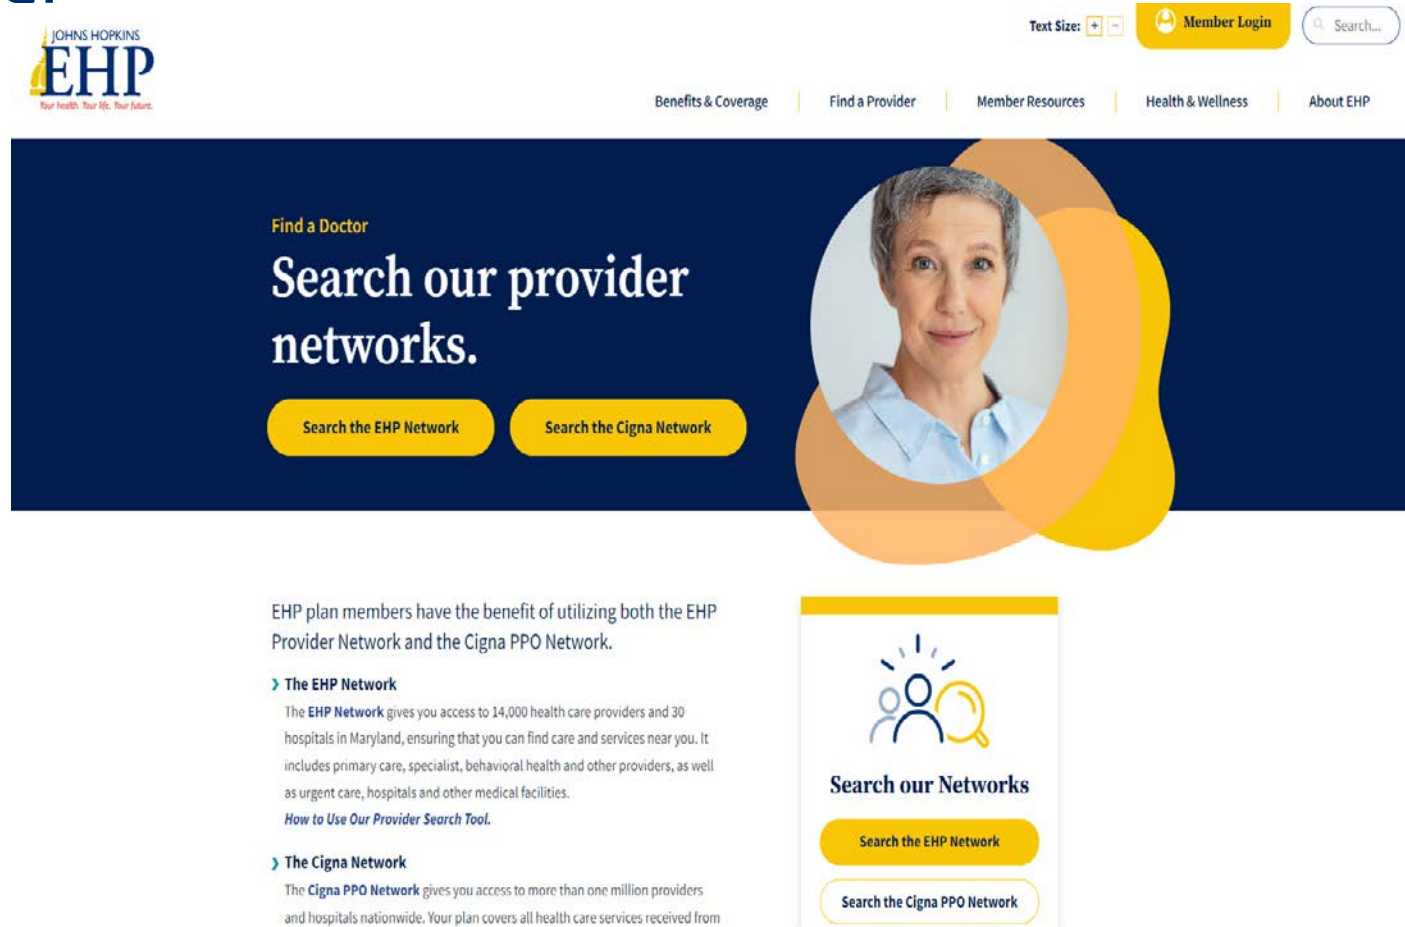 JOHNS HOPKINS
EHP
Your health. Your life. Your future.
Text Size: + -
Member Login
Search...
Benefits & Coverage
Find a Provider
Member Resources
Health & Wellness
About EHP
Find a Doctor
Search our provider
networks.
Search the EHP Network
Search the Cigna Network
EHP plan members have the benefit of utilizing both the EHP
Provider Network and the Cigna PPO Network.
The EHP Network
The EHP Network gives you access to 14,000 health care providers and 30
hospitals in Maryland, ensuring that you can find care and services near you. It
includes primary care, specialist, behavioral health and other providers, as well
as urgent care, hospitals and other medical facilities.
How to Use Our Provider Search Tool.
The Cigna Network
The Cigna PPO Network gives you access to more than one million providers
and hospitals nationwide. Your plan covers all health care services received from
Search our Networks
Search the EHP Network
Search the Cigna PPO Network